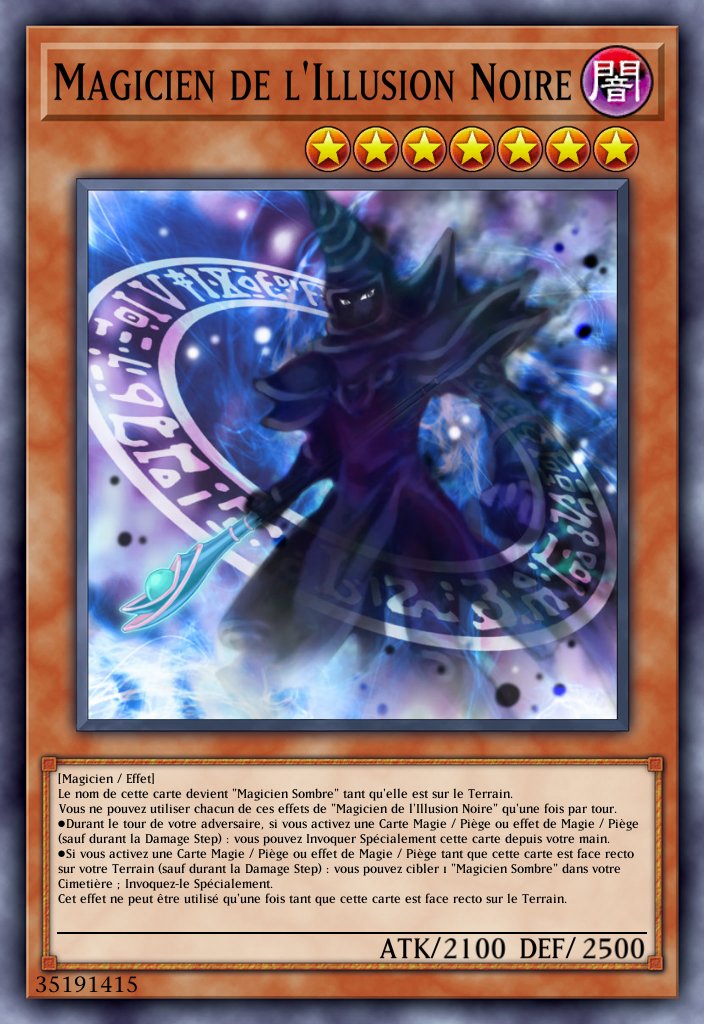 Magicien de l'Illusion Noire 闇
[Magicien / Effet]
Le nom de cette carte devient "Magicien Sombre" tant qu'elle est sur le Terrain.
Vous ne pouvez utiliser chacun de ces effets de "Magicien de l'Illusion Noire" qu'une fois par tour.
●Durant le tour de votre adversaire, si vous activez une Carte Magie / Piège ou effet de Magie / Piège
(sauf durant la Damage Step) : vous pouvez Invoquer Spécialement cette carte depuis votre main.
●Si vous activez une Carte Magie / Piège ou effet de Magie / Piège tant que cette carte est face recto
sur votre Terrain (sauf durant la Damage Step) : vous pouvez cibler 1 "Magicien Sombre" dans votre
Cimetière ; Invoquez-le Spécialement.
Cet effet ne peut être utilisé qu'une fois tant que cette carte est face recto sur le Terrain.
ATK/2100 DEF/2500
35191415